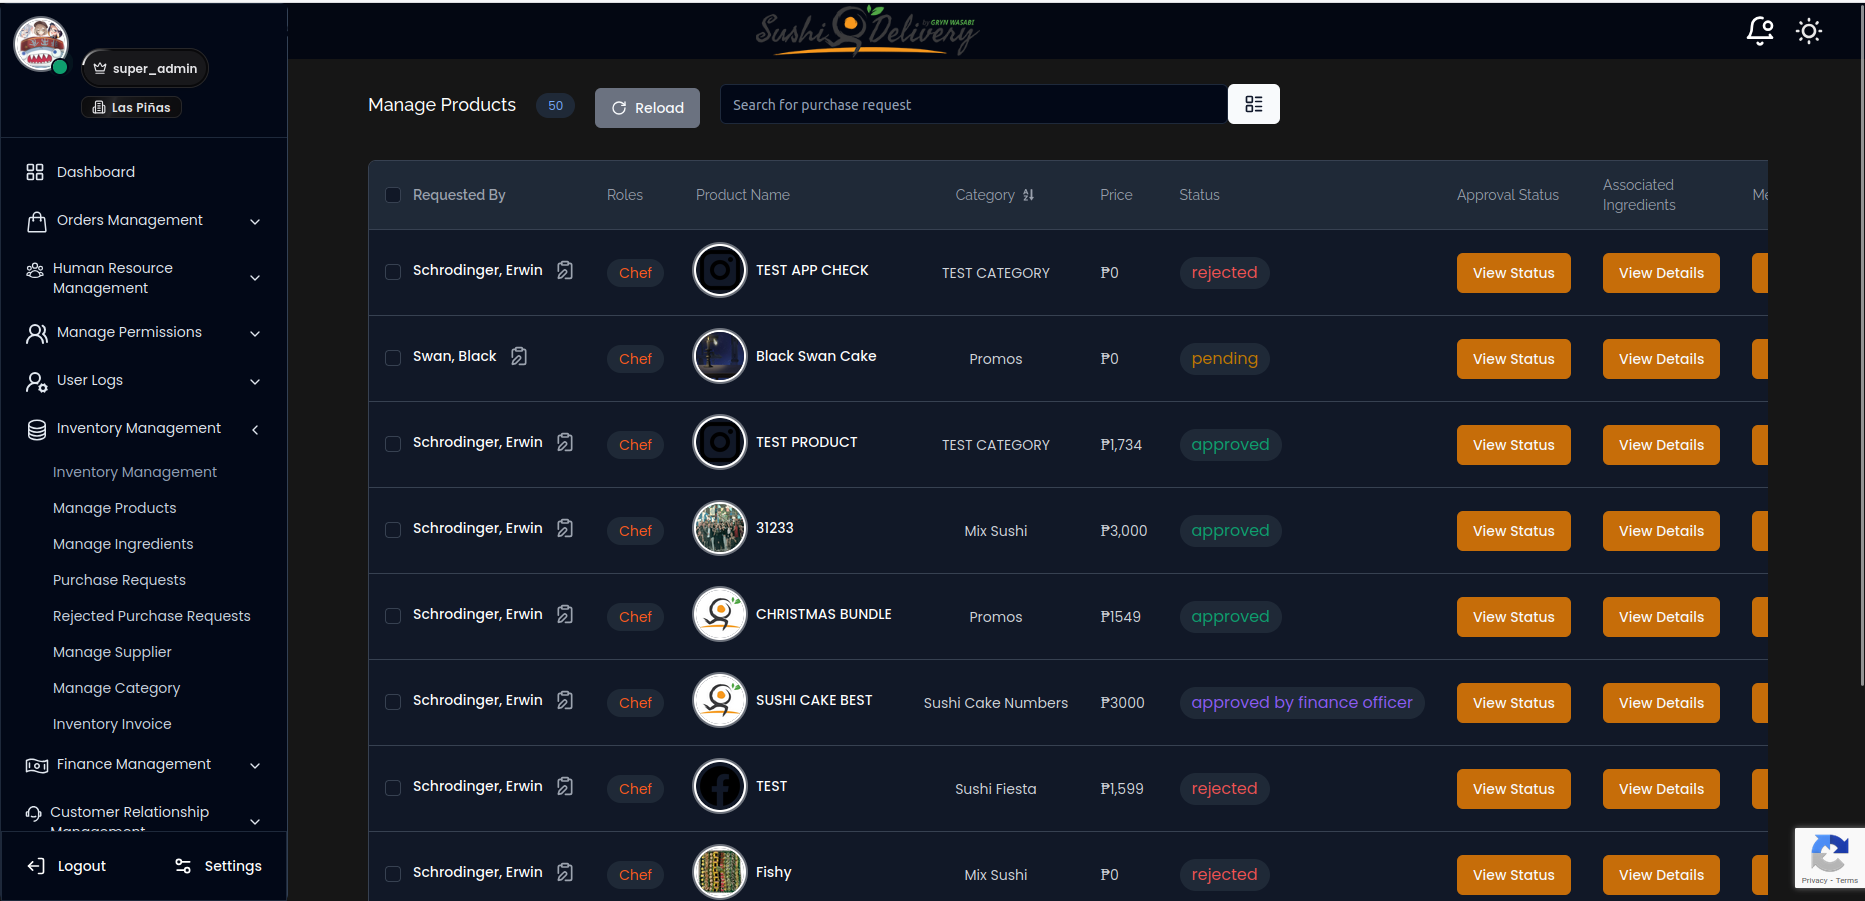 super_admin
Las Piñas
Sushi Delivery
by GRYN WASABI
Dashboard
Orders Management
Human Resource
Management
Manage Permissions
User Logs
Inventory Management
Inventory Management
Manage Products
Manage Ingredients
Purchase Requests
Rejected Purchase Requests
Manage Supplier
Manage Category
Inventory Invoice
Finance Management
Customer Relationship
Management
Logout Settings
Manage Products 50 Reload Search for purchase request
Requested By Roles Product Name Category Price Status Approval Status Associated
Ingredients
Schrodinger, Erwin Chef TEST APP CHECK TEST CATEGORY ₱0 rejected View Status View Details
Swan, Black Chef Black Swan Cake Promos ₱0 pending View Status View Details
Schrodinger, Erwin Chef TEST PRODUCT TEST CATEGORY ₱1,734 approved View Status View Details
Schrodinger, Erwin Chef 31233 Mix Sushi ₱3,000 approved View Status View Details
Schrodinger, Erwin Chef CHRISTMAS BUNDLE Promos ₱1549 approved View Status View Details
Schrodinger, Erwin Chef SUSHI CAKE BEST Sushi Cake Numbers ₱3000 approved by finance officer View Status View Details
Schrodinger, Erwin Chef TEST Sushi Fiesta ₱1,599 rejected View Status View Details
Schrodinger, Erwin Chef Fishy Mix Sushi ₱0 rejected View Status View Details
Privacy - Terms